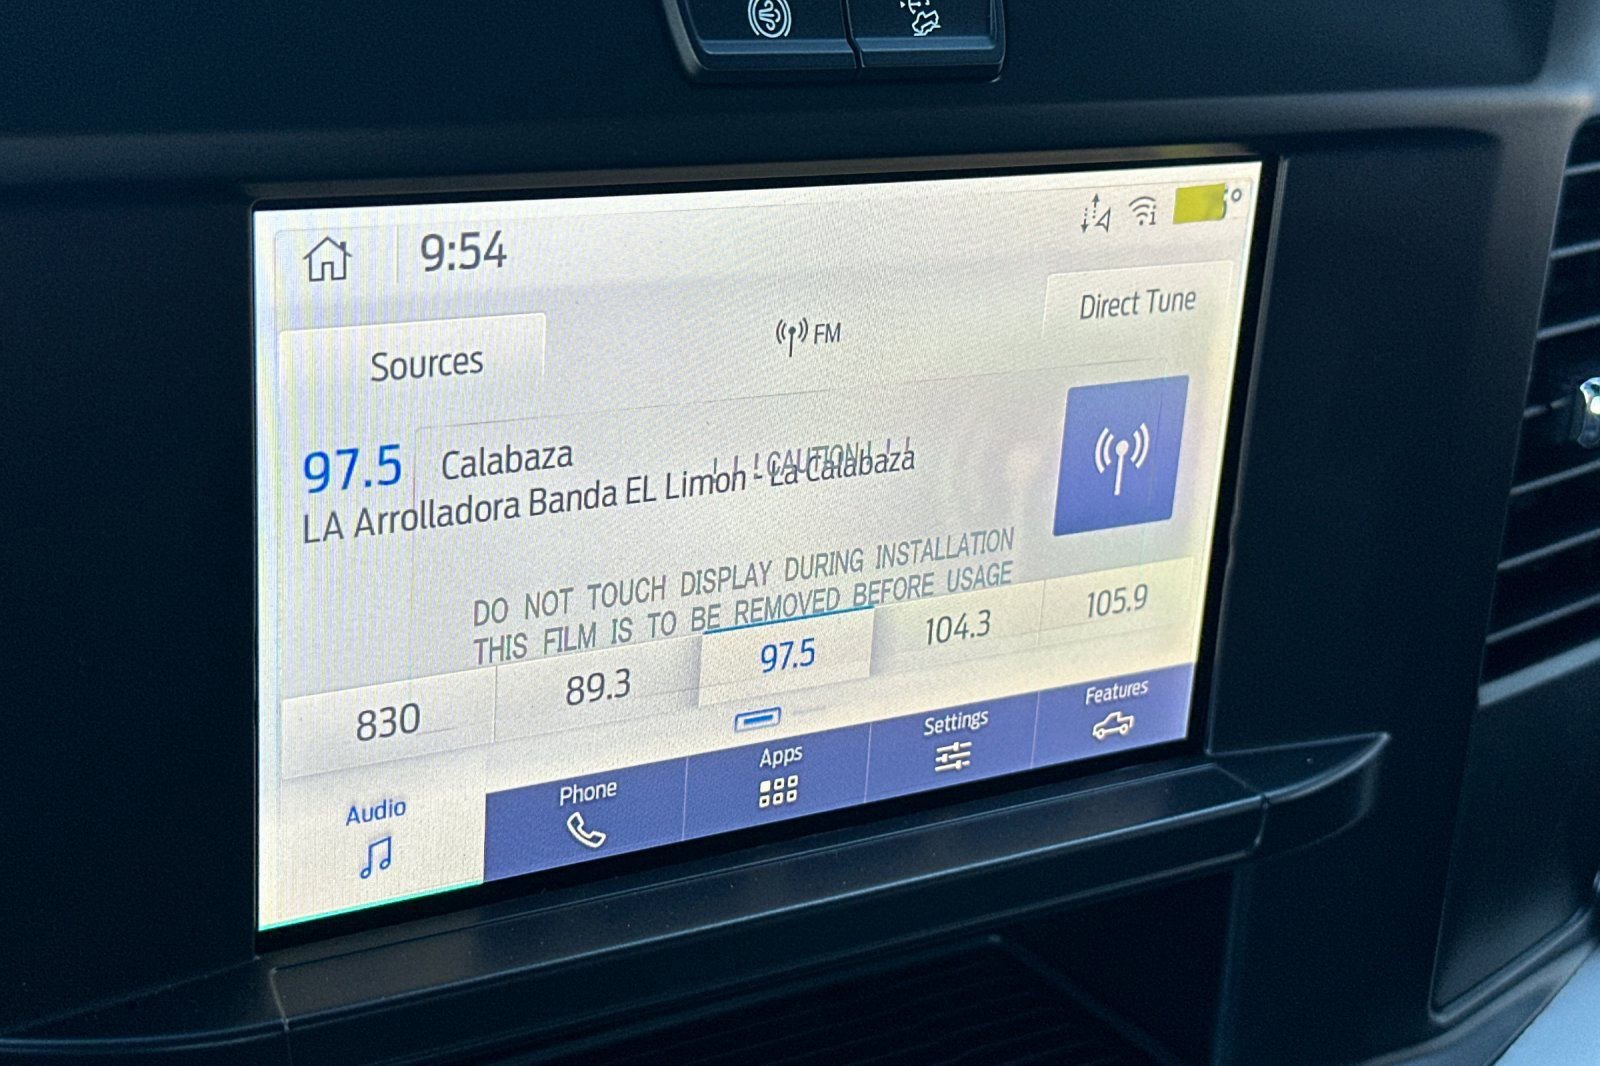 9:54
Sources
FM
Direct Tune
97.5 Calabaza
LA Arrolladora Banda EL Limon - La Calabaza
! ! ! CAUTION ! ! !
DO NOT TOUCH DISPLAY DURING INSTALLATION
THIS FILM IS TO BE REMOVED BEFORE USAGE
830 89.3 97.5 104.3 105.9
Audio Phone Apps Settings Features